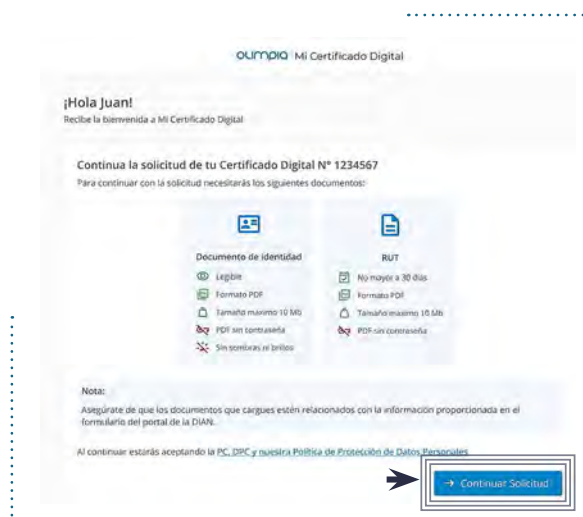 OLIMPIA Mi Certificado Digital
¡Hola Juan!
Recibe la bienvenida a Mi Certificado Digital
Continua la solicitud de tu Certificado Digital N° 1234567
Para continuar con la solicitud necesitarás los siguientes documentos:
Documento de identidad
Legible
Formato PDF
Tamaño maximo 10 Mb
PDF sin contraseña
Sin sombras ni brillos
RUT
No mayor a 30 días
Formato PDF
Tamaño maximo 10 Mb
PDF sin contraseña
Nota:
Asegúrate de que los documentos que cargues estén relacionados con la información proporcionada en el
formulario del portal de la DIAN.
Al continuar estarás aceptando la PC, DPC y nuestra Política de Protección de Datos Personales
Continuar Solicitud